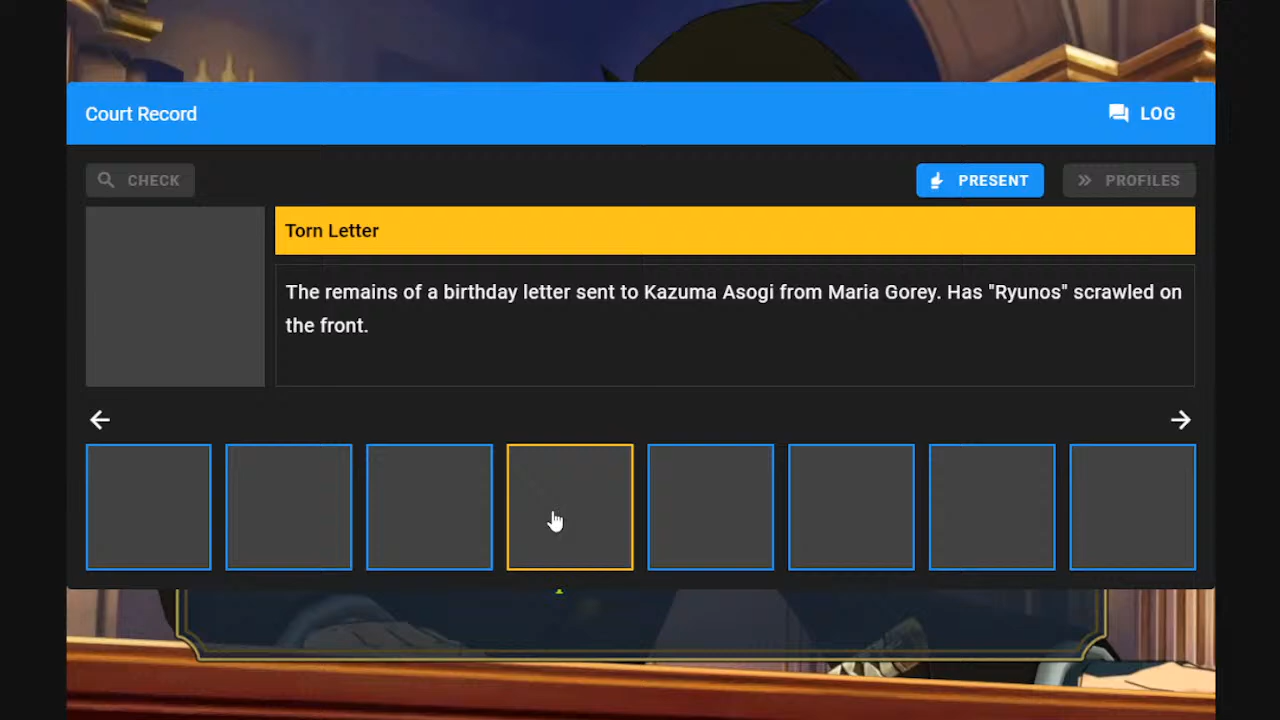 Court Record
LOG
CHECK
PRESENT
PROFILES
Torn Letter
The remains of a birthday letter sent to Kazuma Asogi from Maria Gorey. Has "Ryunos" scrawled on
the front.